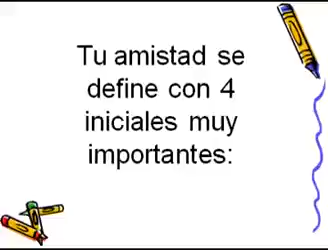 Tu amistad se
define con 4
iniciales muy
importantes: